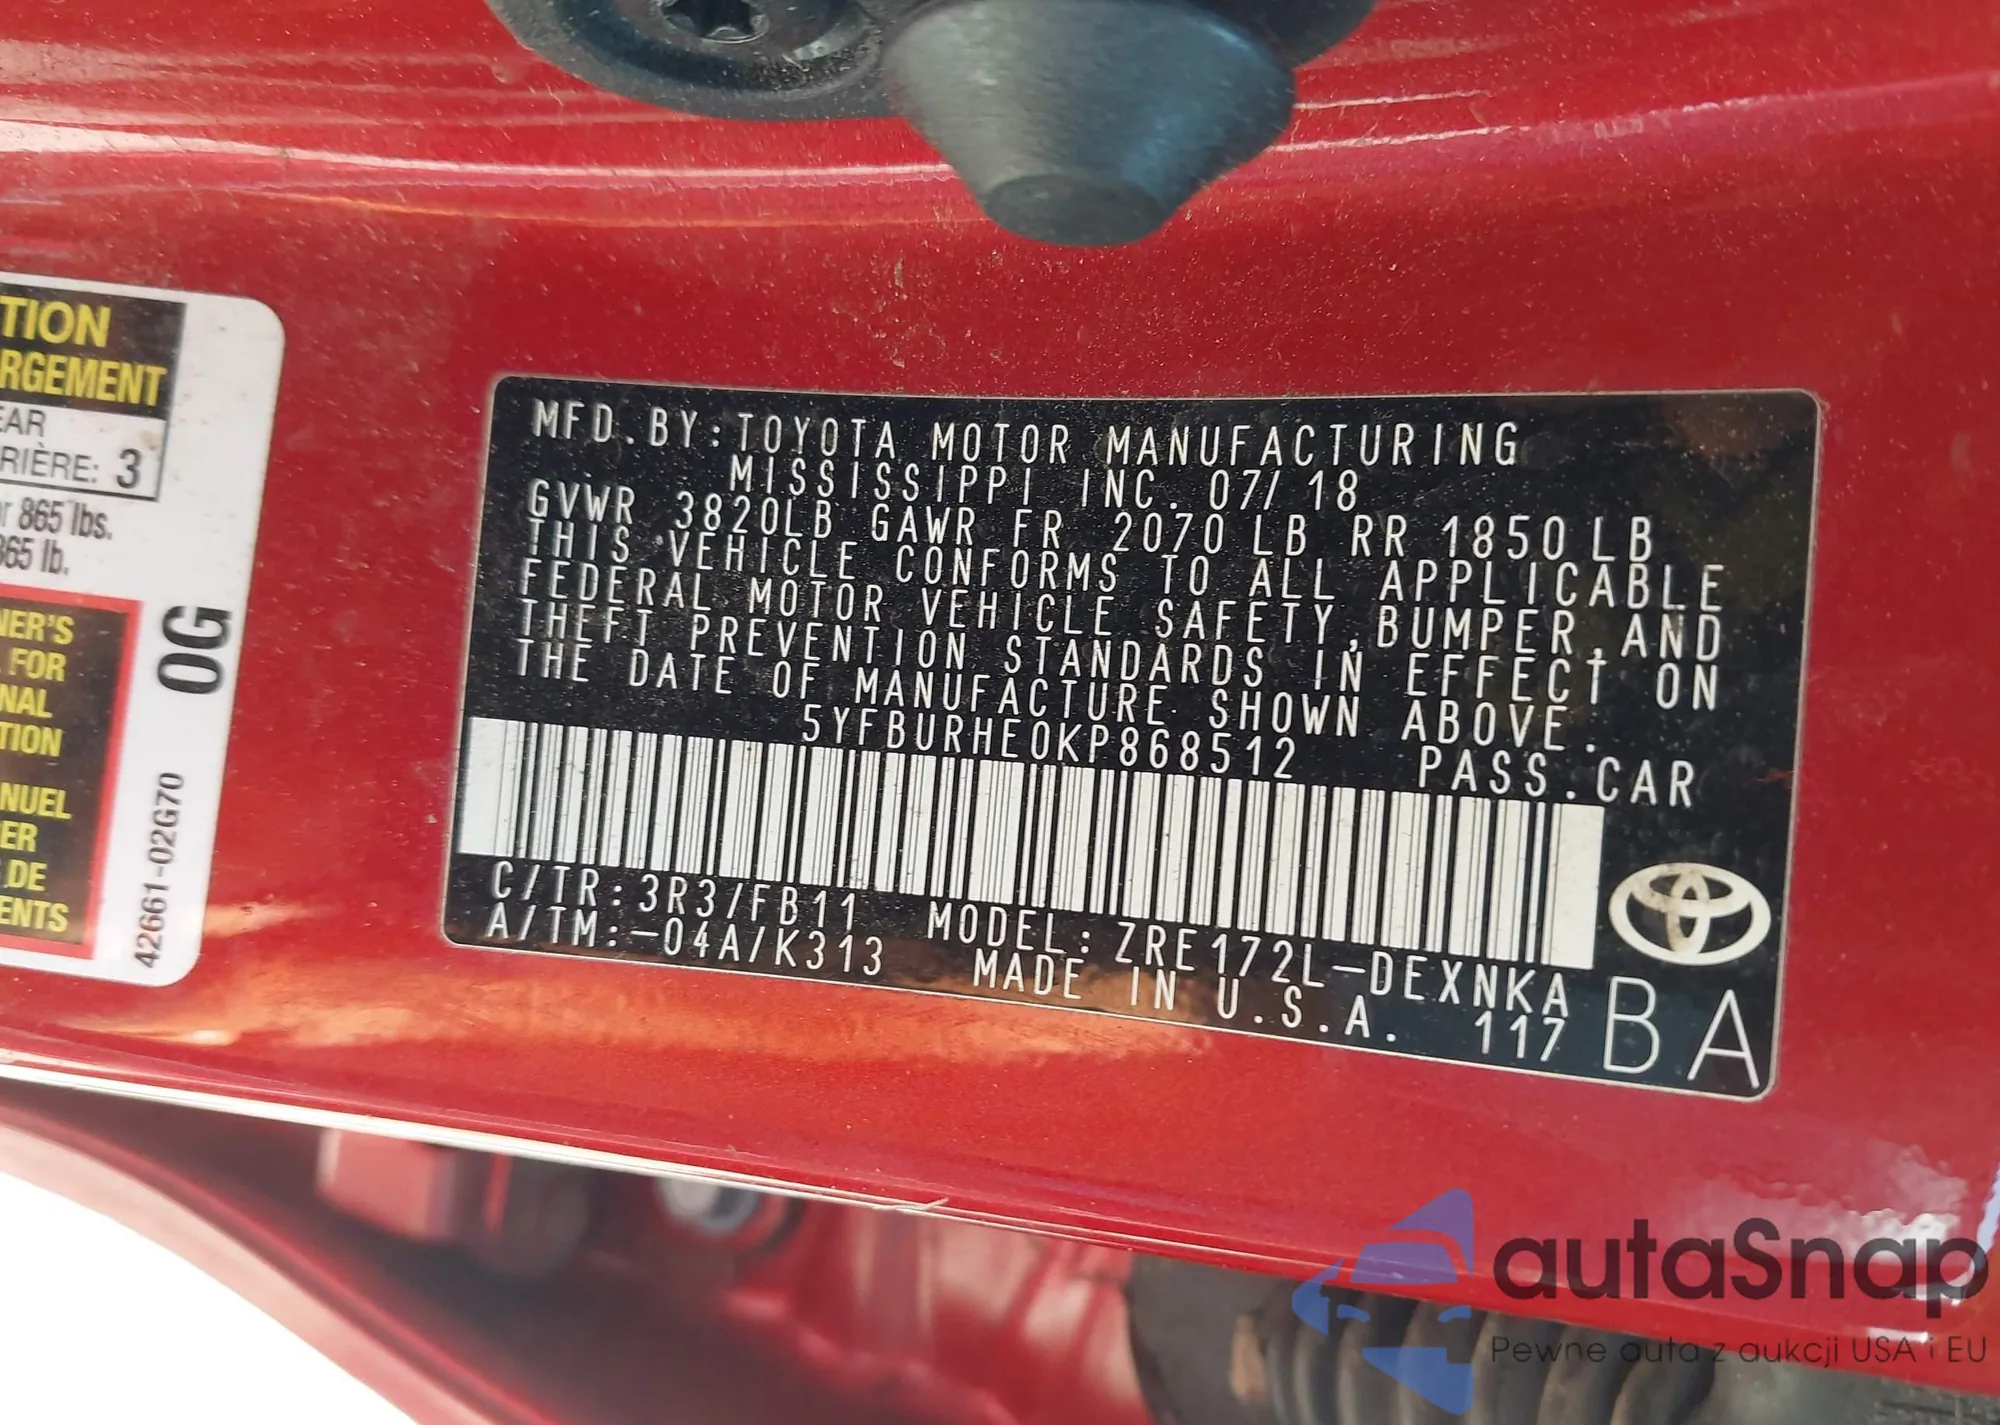 TION
RGEMENT
EAR
RIÈRE: 3
r 865 lbs.
865 lb.
NER'S
FOR
NAL
TION
NUEL
ER
DE
ENTS
0G
42661-02G70
MFD.BY:TOYOTA MOTOR MANUFACTURING
MISSISSIPPI INC. 07/18
GVWR 3820LB GAWR FR 2070LB RR 1850LB
THIS VEHICLE CONFORMS TO ALL APPLICABLE
FEDERAL MOTOR VEHICLE SAFETY,BUMPER,AND
THEFT PREVENTION STANDARDS IN EFFECT ON
THE DATE OF MANUFACTURE SHOWN ABOVE.
5YFBURHE0KP868512 PASS.CAR
C/TR:3R3/FB11 MODEL:ZRE172L-DEXNKA
A/TM:-04A/K313 MADE IN U.S.A. 117
BA
autaSnap
Pewne auta z aukcji USA i EU